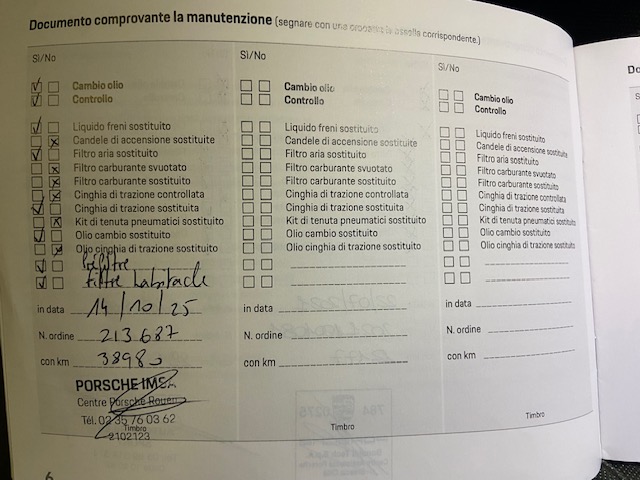 Documento comprovante la manutenzione (segnare con una crocetta la casella corrispondente.)
Sì/No
Cambio olio
Controllo
Liquido freni sostituito
Candele di accensione sostituite
Filtro aria sostituito
Filtro carburante svuotato
Filtro carburante sostituito
Cinghia di trazione controllata
Cinghia di trazione sostituita
Kit di tenuta pneumatici sostituito
Olio cambio sostituito
Olio cinghia di trazione sostituito
Préfiltre
Filtre habitacle
in data 14/10/25
N. ordine 213687
con km 38980
PORSCHE IMS
Centre Porsche Rouen
Tél. 02 35 76 03 62
Timbro
2102123
Sì/No
Cambio olio
Controllo
Liquido freni sostituito
Candele di accensione sostituite
Filtro aria sostituito
Filtro carburante svuotato
Filtro carburante sostituito
Cinghia di trazione controllata
Cinghia di trazione sostituita
Kit di tenuta pneumatici sostituito
Olio cambio sostituito
Olio cinghia di trazione sostituito
in data
N. ordine
con km
Timbro
Sì/No
Cambio olio
Controllo
Liquido freni sostituito
Candele di accensione sostituite
Filtro aria sostituito
Filtro carburante svuotato
Filtro carburante sostituito
Cinghia di trazione controllata
Cinghia di trazione sostituita
Kit di tenuta pneumatici sostituito
Olio cambio sostituito
Olio cinghia di trazione sostituito
in data
N. ordine
con km
Timbro
6